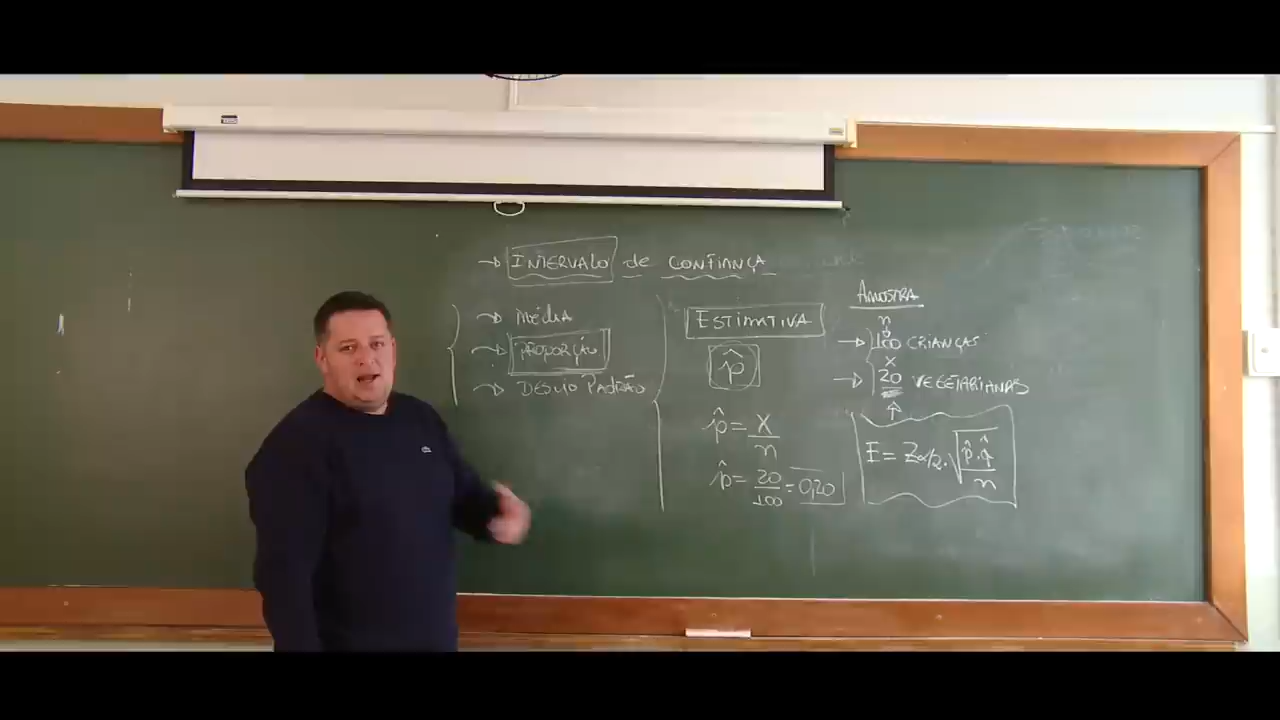 → INTERVALO de CONFIANÇA
→ MÉDIA
→ PROPORÇÃO
→ DESVIO PADRÃO
ESTIMATIVA
p̂
p̂ = X/n
p̂ = 20/100 = 0,20
AMOSTRA
n
→ 100 CRIANÇAS
X
→ 20 VEGETARIANAS
E = Zα/2 · √(p̂·q̂/n)